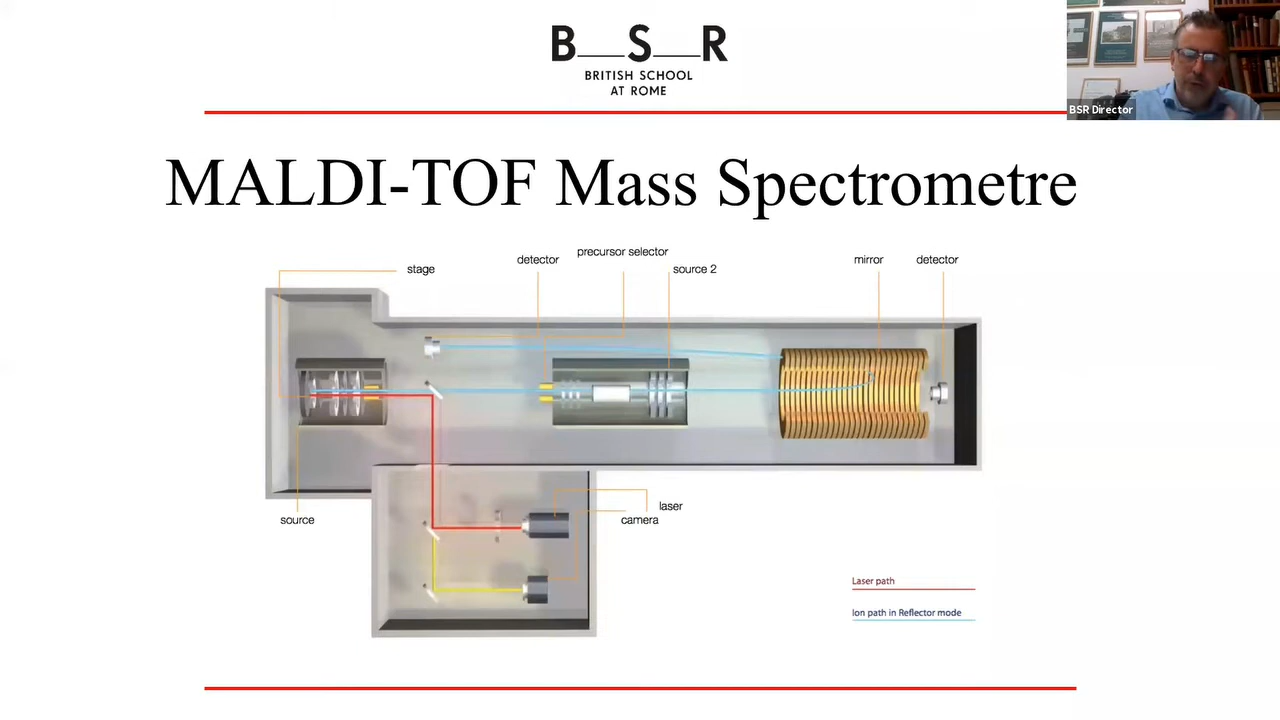 B__S__R
BRITISH SCHOOL
AT ROME
BSR Director
MALDI-TOF Mass Spectrometre
precursor selector
detector
source 2
stage
mirror
detector
source
laser
camera
Laser path
Ion path in Reflector mode